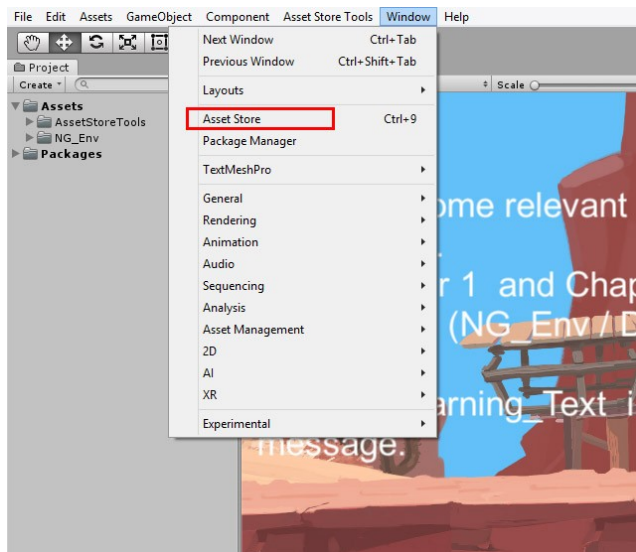 File Edit Assets GameObject Component Asset Store Tools Window Help
Project
Create
Scale
Assets
AssetStoreTools
NG_Env
Packages
Next Window Ctrl+Tab
Previous Window Ctrl+Shift+Tab
Layouts
Asset Store Ctrl+9
Package Manager
TextMeshPro
General
Rendering
Animation
Audio
Sequencing
Analysis
Asset Management
2D
AI
XR
Experimental
relevant
r 1 and Chap
(NG_Env / D
arning_Text i
message.